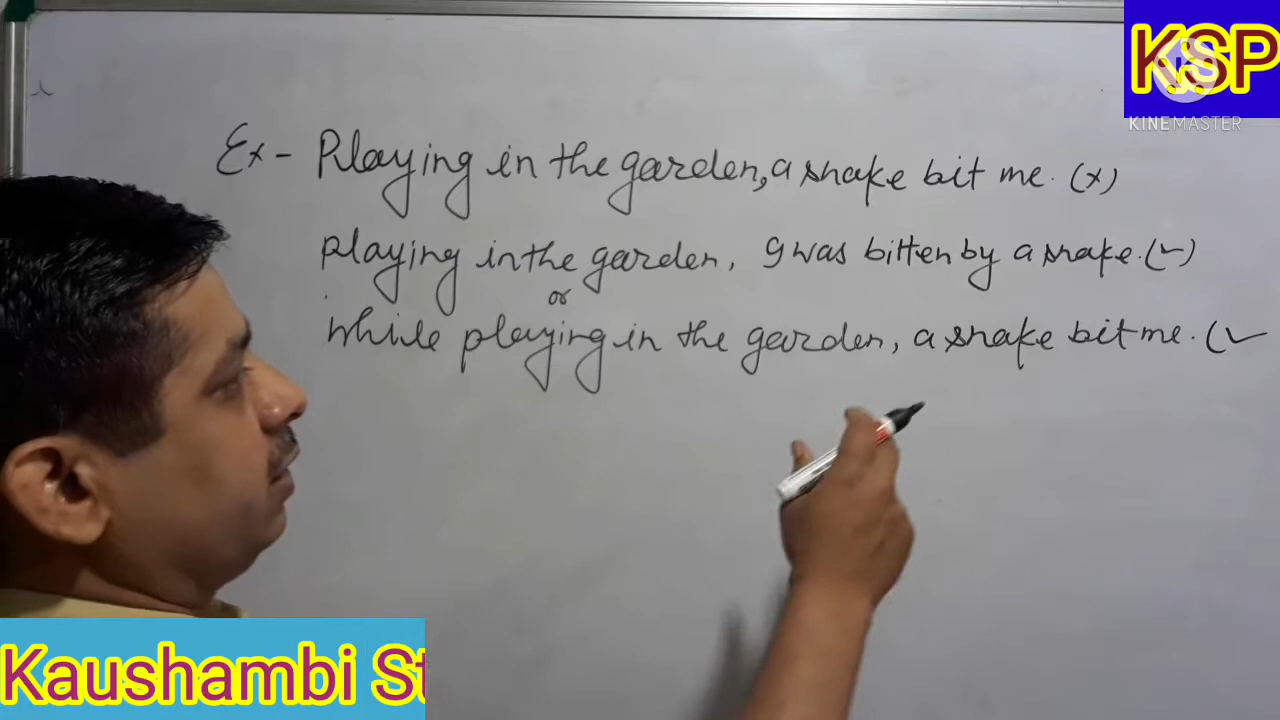 KSP
KINEMASTER
Ex- Playing in the garden, a snake bit me. (x)
playing in the garden, I was bitten by a snake. (✓)
or
While playing in the garden, a snake bit me. (✓
Kaushambi St